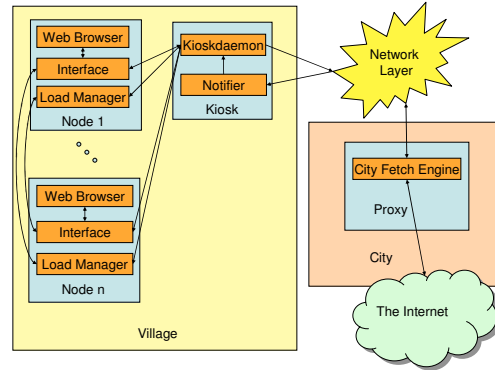 Web Browser
Interface
Load Manager
Node 1
Kioskdaemon
Notifier
Kiosk
Network
Layer
City Fetch Engine
Proxy
City
Web Browser
Interface
Load Manager
Node n
Village
The Internet